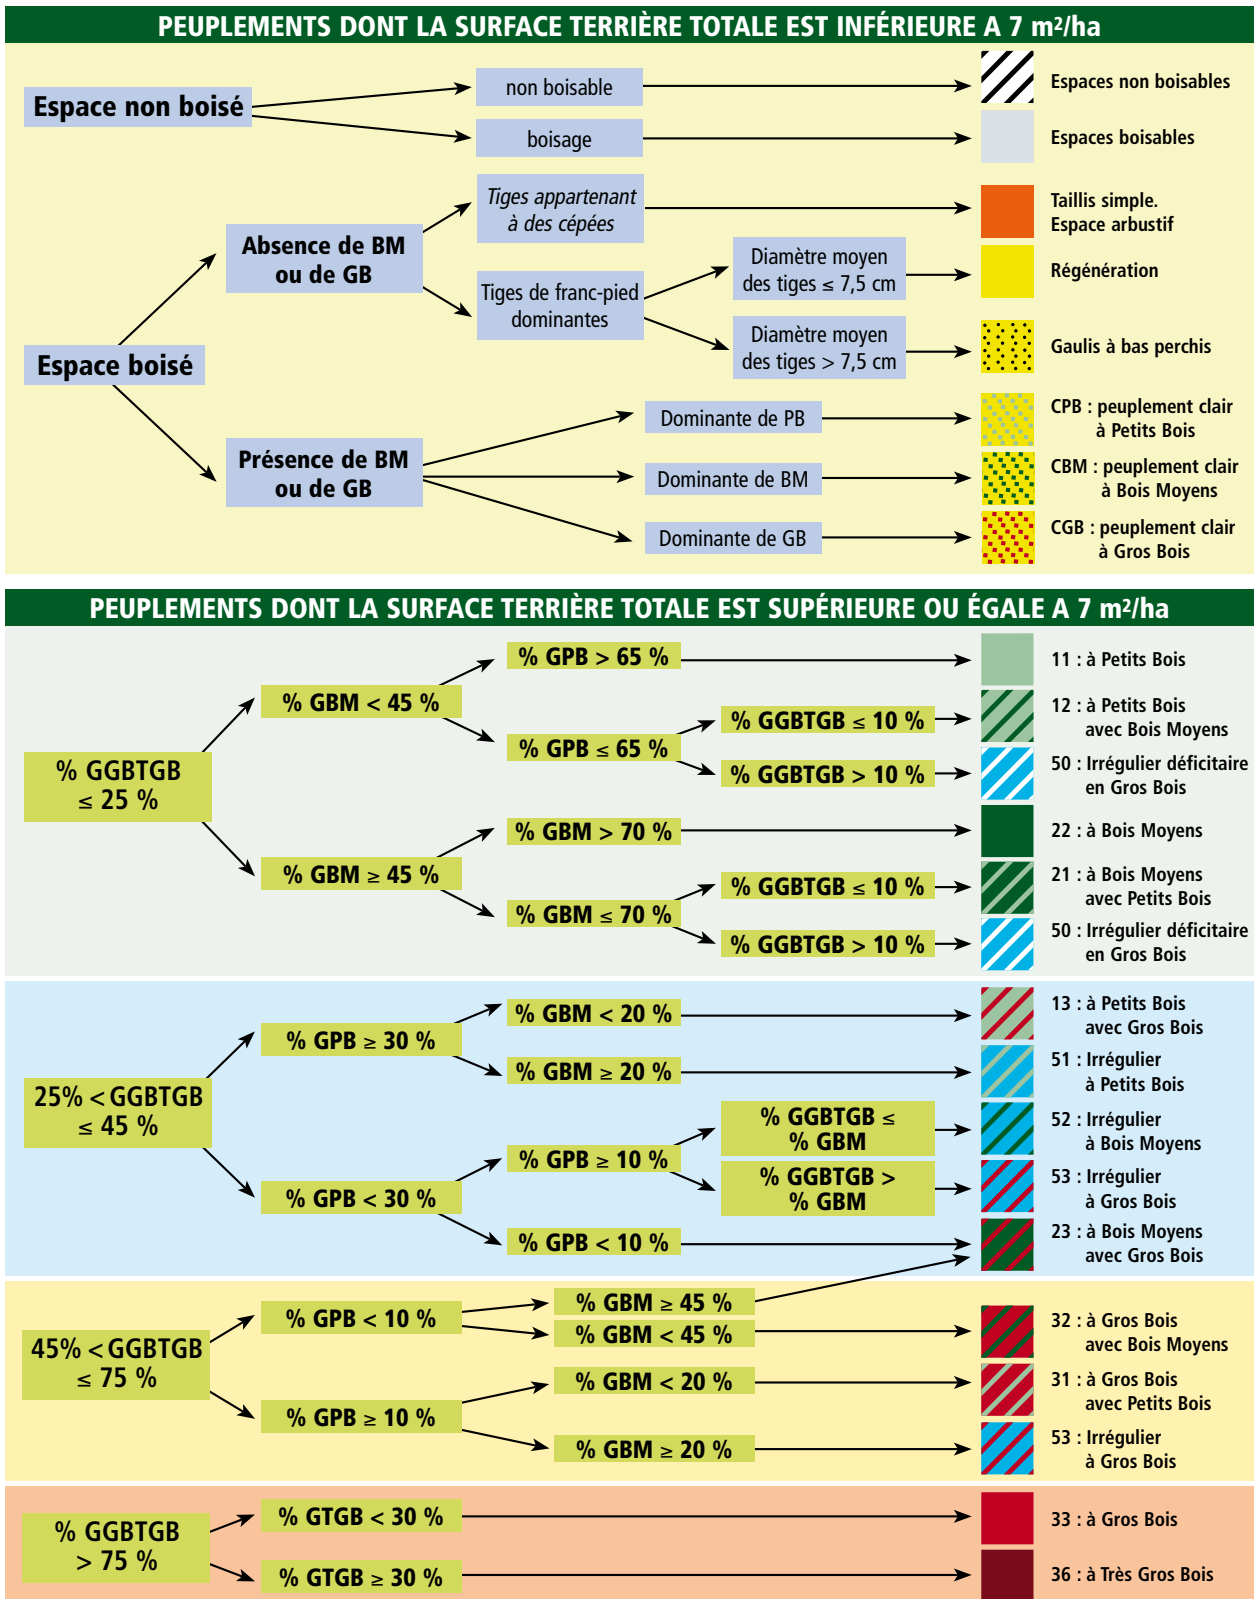 PEUPLEMENTS DONT LA SURFACE TERRIÈRE TOTALE EST INFÉRIEURE A 7 m²/ha
Espace non boisé
non boisable
Espaces non boisables
boisage
Espaces boisables
Espace boisé
Absence de BM
ou de GB
Tiges appartenant
à des cépées
Taillis simple.
Espace arbustif
Tiges de franc-pied
dominantes
Diamètre moyen
des tiges ≤ 7,5 cm
Régénération
Diamètre moyen
des tiges > 7,5 cm
Gaulis à bas perchis
Présence de BM
ou de GB
Dominante de PB
CPB : peuplement clair
à Petits Bois
Dominante de BM
CBM : peuplement clair
à Bois Moyens
Dominante de GB
CGB : peuplement clair
à Gros Bois
PEUPLEMENTS DONT LA SURFACE TERRIÈRE TOTALE EST SUPÉRIEURE OU ÉGALE A 7 m²/ha
% GGBTGB
≤ 25 %
% GBM < 45 %
% GPB > 65 %
11 : à Petits Bois
% GPB ≤ 65 %
% GGBTGB ≤ 10 %
12 : à Petits Bois
avec Bois Moyens
% GGBTGB > 10 %
50 : Irrégulier déficitaire
en Gros Bois
% GBM ≥ 45 %
% GBM > 70 %
22 : à Bois Moyens
% GBM ≤ 70 %
% GGBTGB ≤ 10 %
21 : à Bois Moyens
avec Petits Bois
% GGBTGB > 10 %
50 : Irrégulier déficitaire
en Gros Bois
25% < GGBTGB
≤ 45 %
% GPB ≥ 30 %
% GBM < 20 %
13 : à Petits Bois
avec Gros Bois
% GBM ≥ 20 %
51 : Irrégulier
à Petits Bois
% GPB < 30 %
% GPB ≥ 10 %
% GGBTGB ≤
% GBM
52 : Irrégulier
à Bois Moyens
% GGBTGB >
% GBM
53 : Irrégulier
à Gros Bois
% GPB < 10 %
23 : à Bois Moyens
avec Gros Bois
45% < GGBTGB
≤ 75 %
% GPB < 10 %
% GBM ≥ 45 %
% GBM < 45 %
32 : à Gros Bois
avec Bois Moyens
% GPB ≥ 10 %
% GBM < 20 %
31 : à Gros Bois
avec Petits Bois
% GBM ≥ 20 %
53 : Irrégulier
à Gros Bois
% GGBTGB
> 75 %
% GTGB < 30 %
33 : à Gros Bois
% GTGB ≥ 30 %
36 : à Très Gros Bois